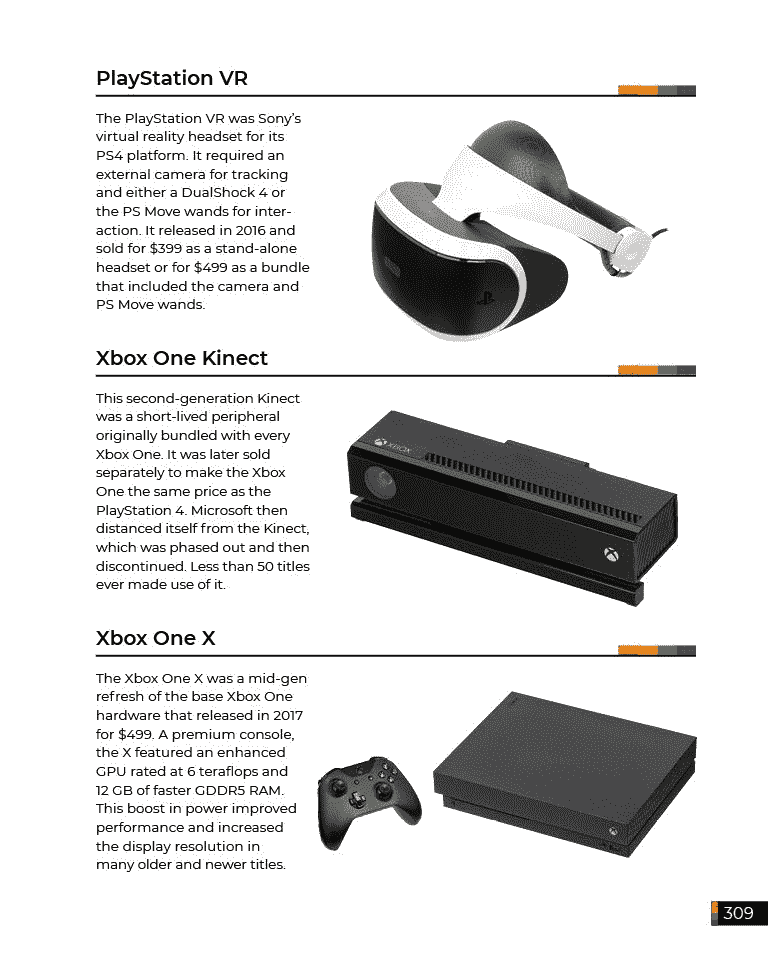 PlayStation VR
The PlayStation VR was Sony's
virtual reality headset for its
PS4 platform. It required an
external camera for tracking
and either a DualShock 4 or
the PS Move wands for inter-
action. It released in 2016 and
sold for $399 as a stand-alone
headset or for $499 as a bundle
that included the camera and
PS Move wands.
Xbox One Kinect
This second-generation Kinect
was a short-lived peripheral
originally bundled with every
Xbox One. It was later sold
separately to make the Xbox
One the same price as the
PlayStation 4. Microsoft then
distanced itself from the Kinect,
which was phased out and then
discontinued. Less than 50 titles
ever made use of it.
XBOX
Xbox One X
The Xbox One X was a mid-gen
refresh of the base Xbox One
hardware that released in 2017
for $499. A premium console,
the X featured an enhanced
GPU rated at 6 teraflops and
12 GB of faster GDDR5 RAM.
This boost in power improved
performance and increased
the display resolution in
many older and newer titles.
309